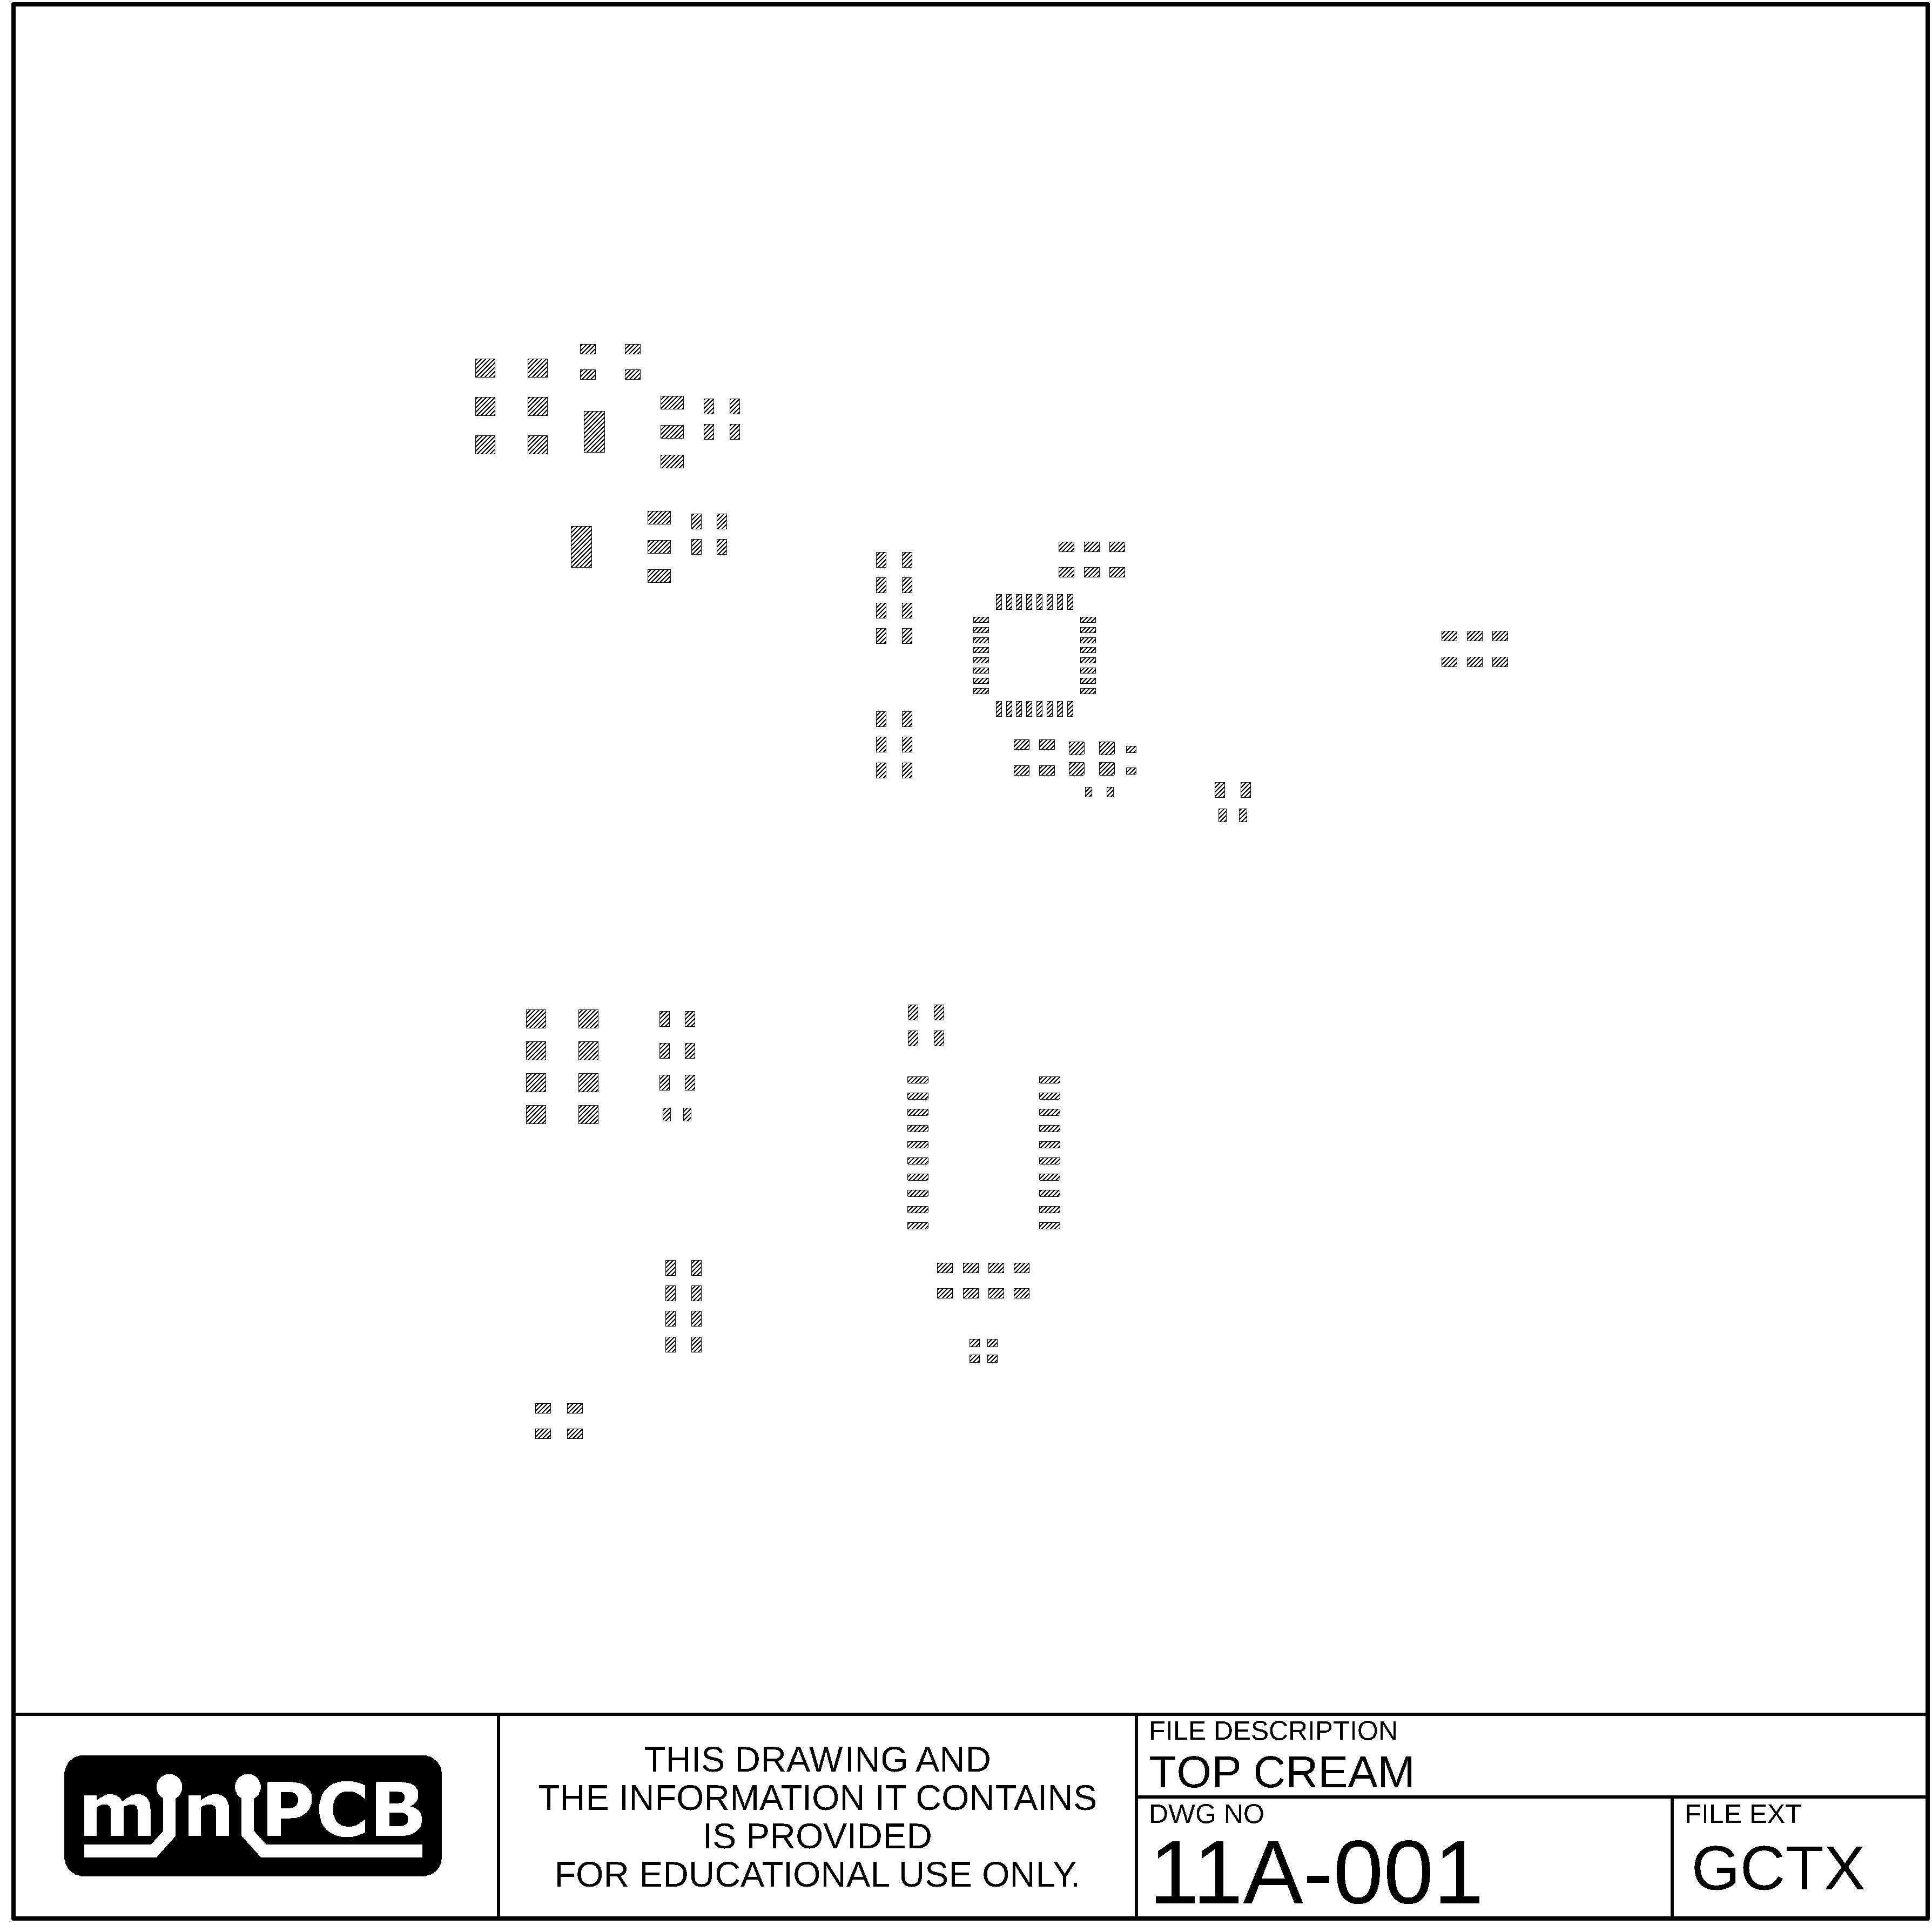 miniPCB
THIS DRAWING AND
THE INFORMATION IT CONTAINS
IS PROVIDED
FOR EDUCATIONAL USE ONLY.
FILE DESCRIPTION
TOP CREAM
DWG NO
11A-001
FILE EXT
GCTX